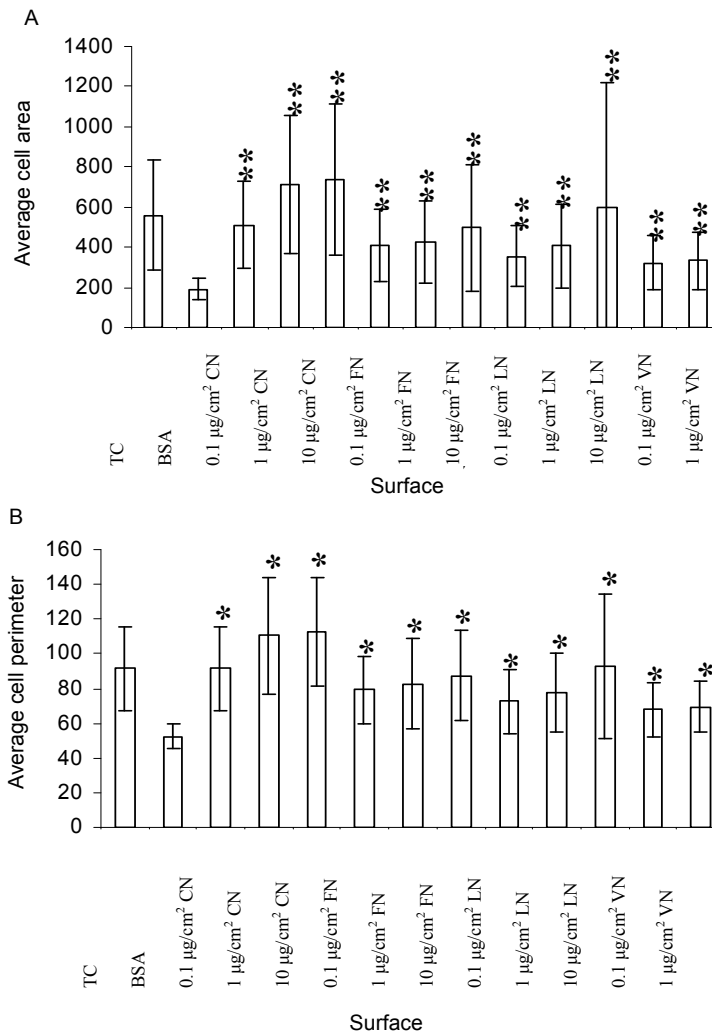 A
1400
1200
1000
800
600
400
200
0
Average cell area
** ** ** ** ** ** ** ** ** ** **
TC
BSA
0.1 µg/cm² CN
1 µg/cm² CN
10 µg/cm² CN
0.1 µg/cm² FN
1 µg/cm² FN
10 µg/cm² FN
0.1 µg/cm² LN
1 µg/cm² LN
10 µg/cm² LN
0.1 µg/cm² VN
1 µg/cm² VN
Surface
B
160
140
120
100
80
60
40
20
0
Average cell perimeter
* * * * * * * * * * *
TC
BSA
0.1 µg/cm² CN
1 µg/cm² CN
10 µg/cm² CN
0.1 µg/cm² FN
1 µg/cm² FN
10 µg/cm² FN
0.1 µg/cm² LN
1 µg/cm² LN
10 µg/cm² LN
0.1 µg/cm² VN
1 µg/cm² VN
Surface